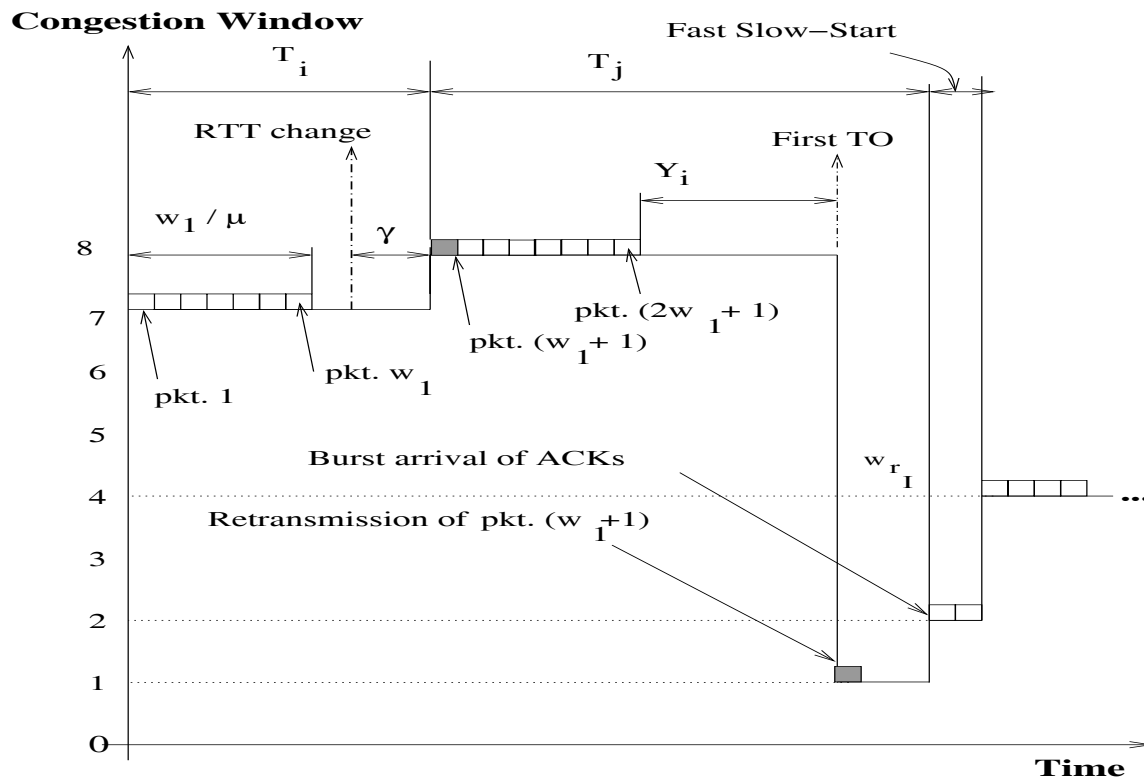 Congestion Window
Fast Slow−Start
T i
T j
RTT change
First TO
Y i
w 1 / μ
γ
8
pkt. (2w 1 + 1)
7
pkt. (w 1 + 1)
6
pkt. w 1
pkt. 1
5
Burst arrival of ACKs
w r I
4
...
Retransmission of pkt. (w 1 +1)
3
2
1
0
Time